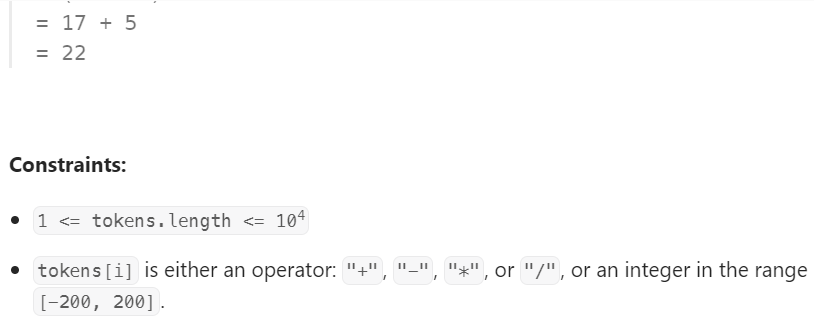 = 17 + 5
= 22
Constraints:
• 1 <= tokens.length <= 10⁴
• tokens[i] is either an operator: "+", "-", "*", or "/", or an integer in the range
[-200, 200].